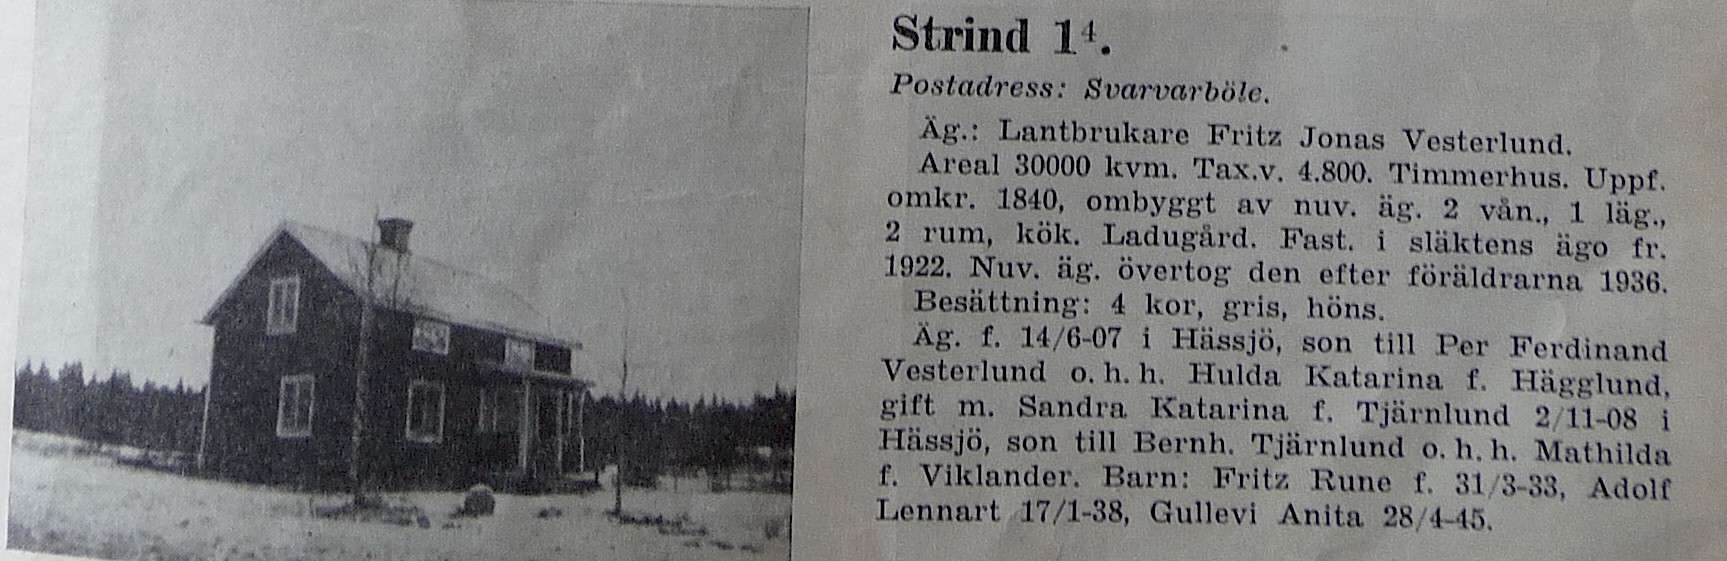 Strind 1⁴.
Postadress: Svarvarböle.
Äg.: Lantbrukare Fritz Jonas Vesterlund.
Areal 30000 kvm. Tax.v. 4.800. Timmerhus. Uppf.
omkr. 1840, ombyggt av nuv. äg. 2 vån., 1 läg.,
2 rum, kök. Ladugård. Fast. i släktens ägo fr.
1922. Nuv. äg. övertog den efter föräldrarna 1936.
Besättning: 4 kor, gris, höns.
Äg. f. 14/6-07 i Hässjö, son till Per Ferdinand
Vesterlund o. h. h. Hulda Katarina f. Hägglund,
gift m. Sandra Katarina f. Tjärnlund 2/11-08 i
Hässjö, son till Bernh. Tjärnlund o. h. h. Mathilda
f. Viklander. Barn: Fritz Rune f. 31/3-33, Adolf
Lennart 17/1-38, Gullevi Anita 28/4-45.